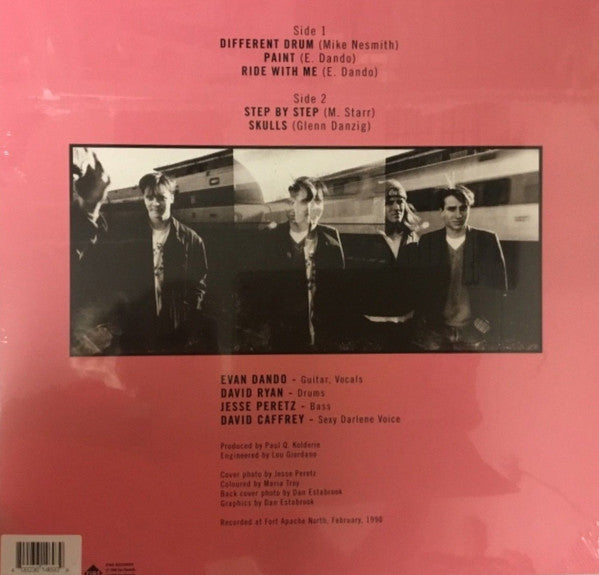 Side 1
DIFFERENT DRUM (Mike Nesmith)
PAINT (E. Dando)
RIDE WITH ME (E. Dando)
Side 2
STEP BY STEP (M. Starr)
SKULLS (Glenn Danzig)
EVAN DANDO - Guitar, Vocals
DAVID RYAN - Drums
JESSE PERETZ - Bass
DAVID CAFFREY - Sexy Darlene Voice
Produced by Paul Q. Kolderie
Engineered by Lou Giordano
Cover photo by Jesse Peretz
Coloured by Maria Troy
Back cover photo by Dan Estabrook
Graphics by Dan Estabrook
Recorded at Fort Apache North, February, 1990